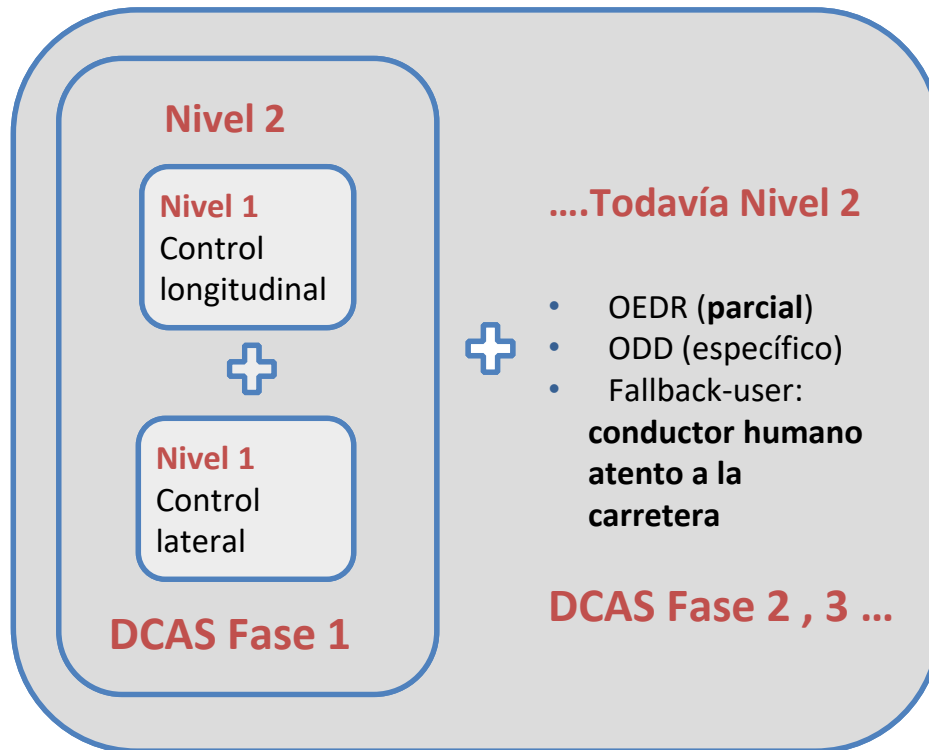 Nivel 2
Nivel 1
Control
longitudinal
Nivel 1
Control
lateral
DCAS Fase 1
....Todavía Nivel 2
• OEDR (parcial)
• ODD (específico)
• Fallback-user:
conductor humano
atento a la
carretera
DCAS Fase 2 , 3 ...